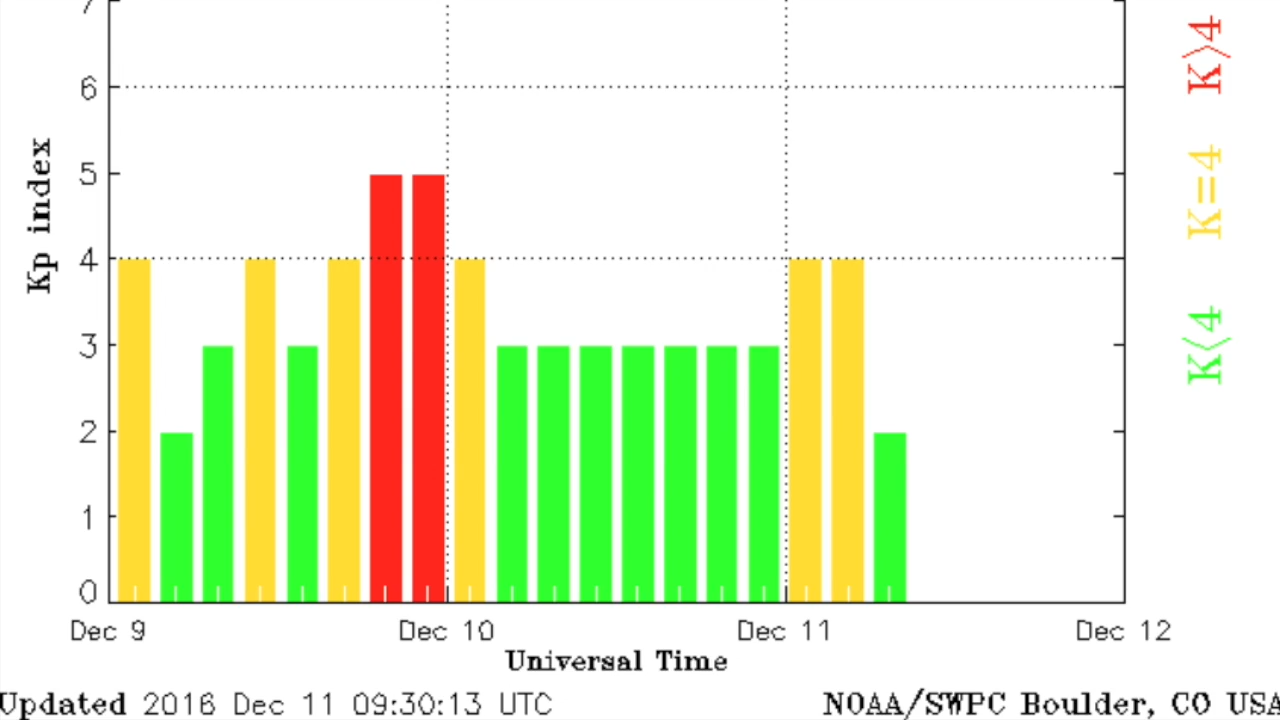 7
6
5
4
3
2
1
0
Kp index
Dec 9
Dec 10
Dec 11
Dec 12
Universal Time
K>4
K=4
K<4
Updated 2016 Dec 11 09:30:13 UTC
NOAA/SWPC Boulder, CO USA